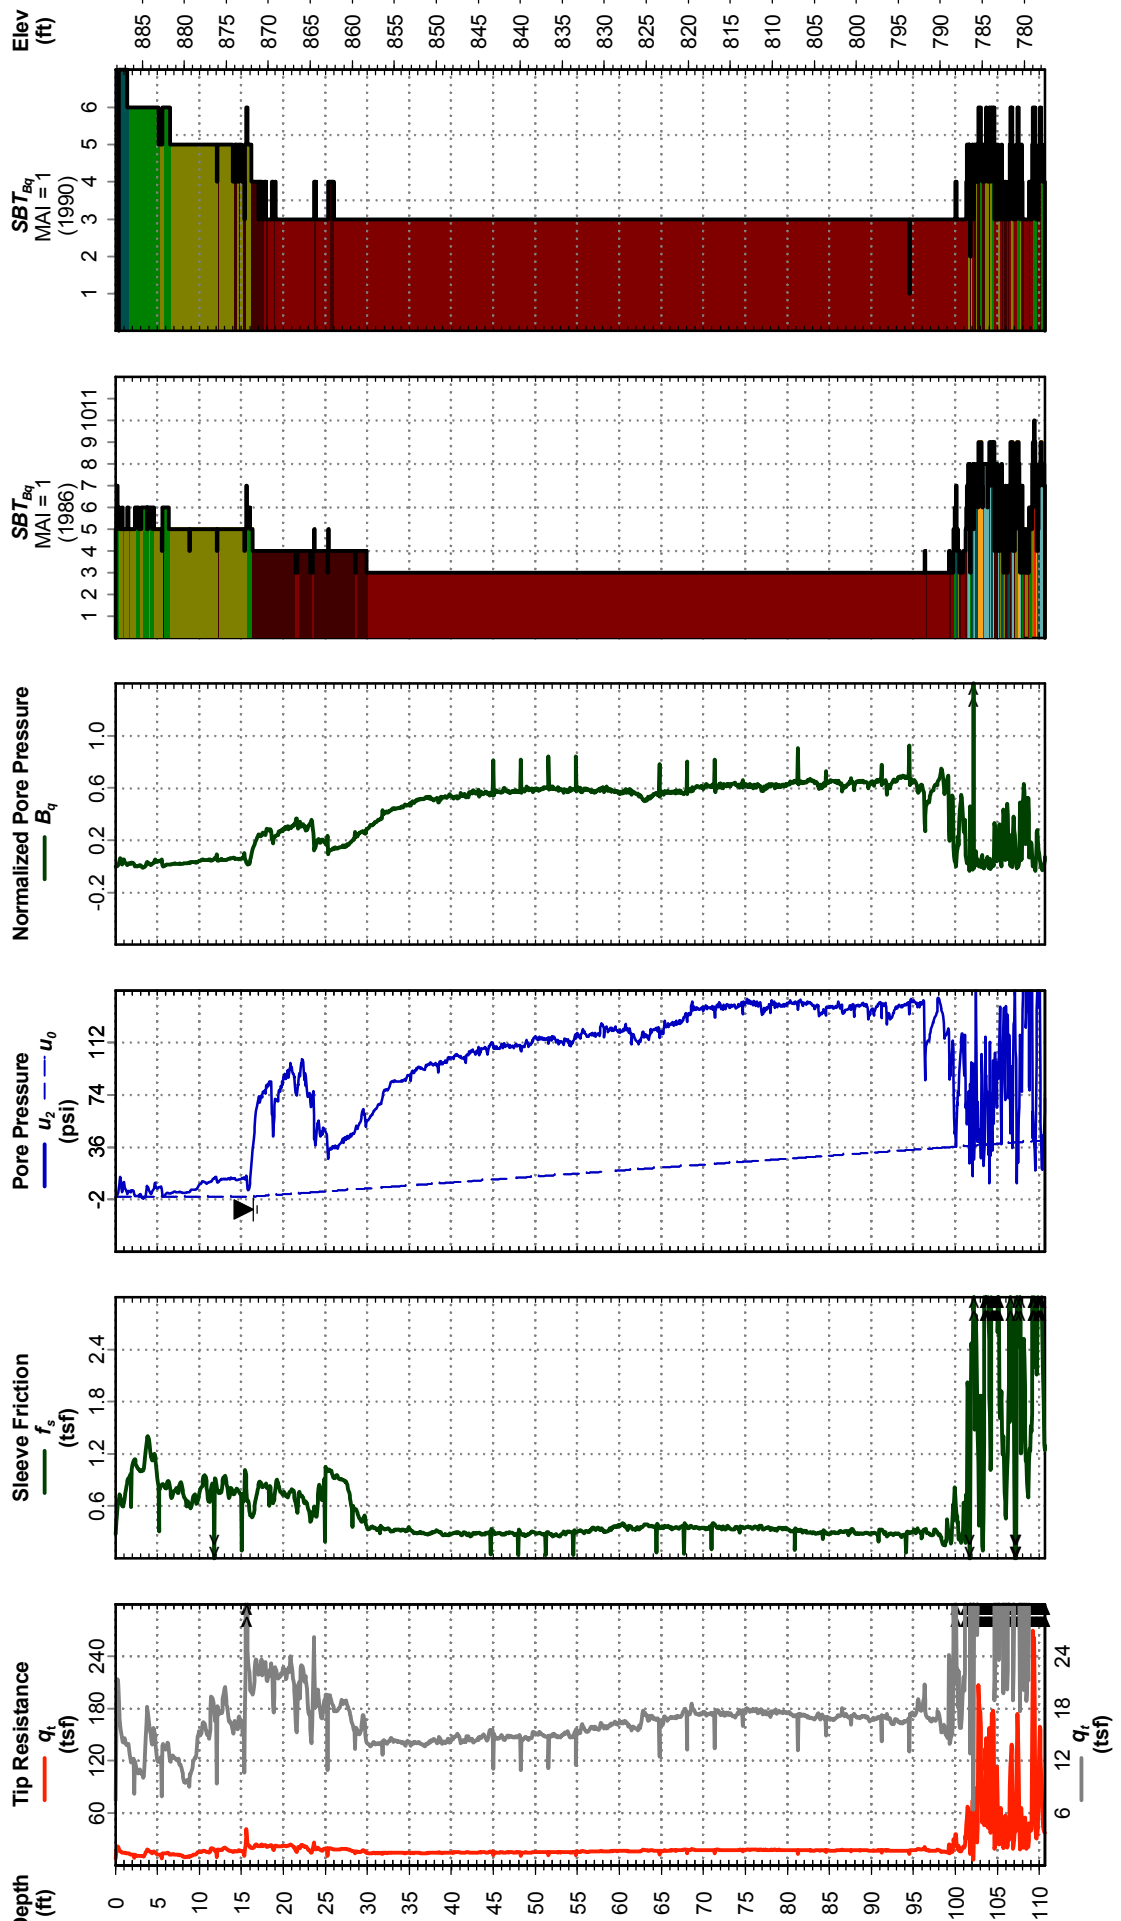 Depth
(ft)
0
5
10
15
20
25
30
35
40
45
50
55
60
65
70
75
80
85
90
95
100
105
110
Tip Resistance
qt
(tsf)
60
120
180
240
6
12
18
24
qt
(tsf)
Sleeve Friction
fs
(tsf)
0.6
1.2
1.8
2.4
Pore Pressure
u2 u0
(psi)
-2
36
74
112
Normalized Pore Pressure
Bq
-0.2
0.2
0.6
1.0
SBTBq
MAI = 1
(1986)
1 2 3 4 5 6 7 8 9 10 11
SBTBq
MAI = 1
(1990)
1 2 3 4 5 6
Elev
(ft)
885
880
875
870
865
860
855
850
845
840
835
830
825
820
815
810
805
800
795
790
785
780